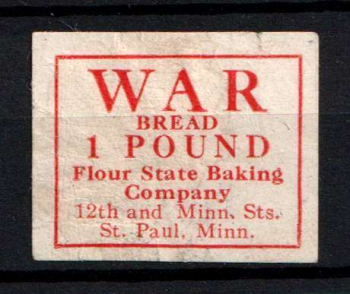 WAR
BREAD
1 POUND
Flour State Baking
Company
12th and Minn. Sts.
St. Paul, Minn.